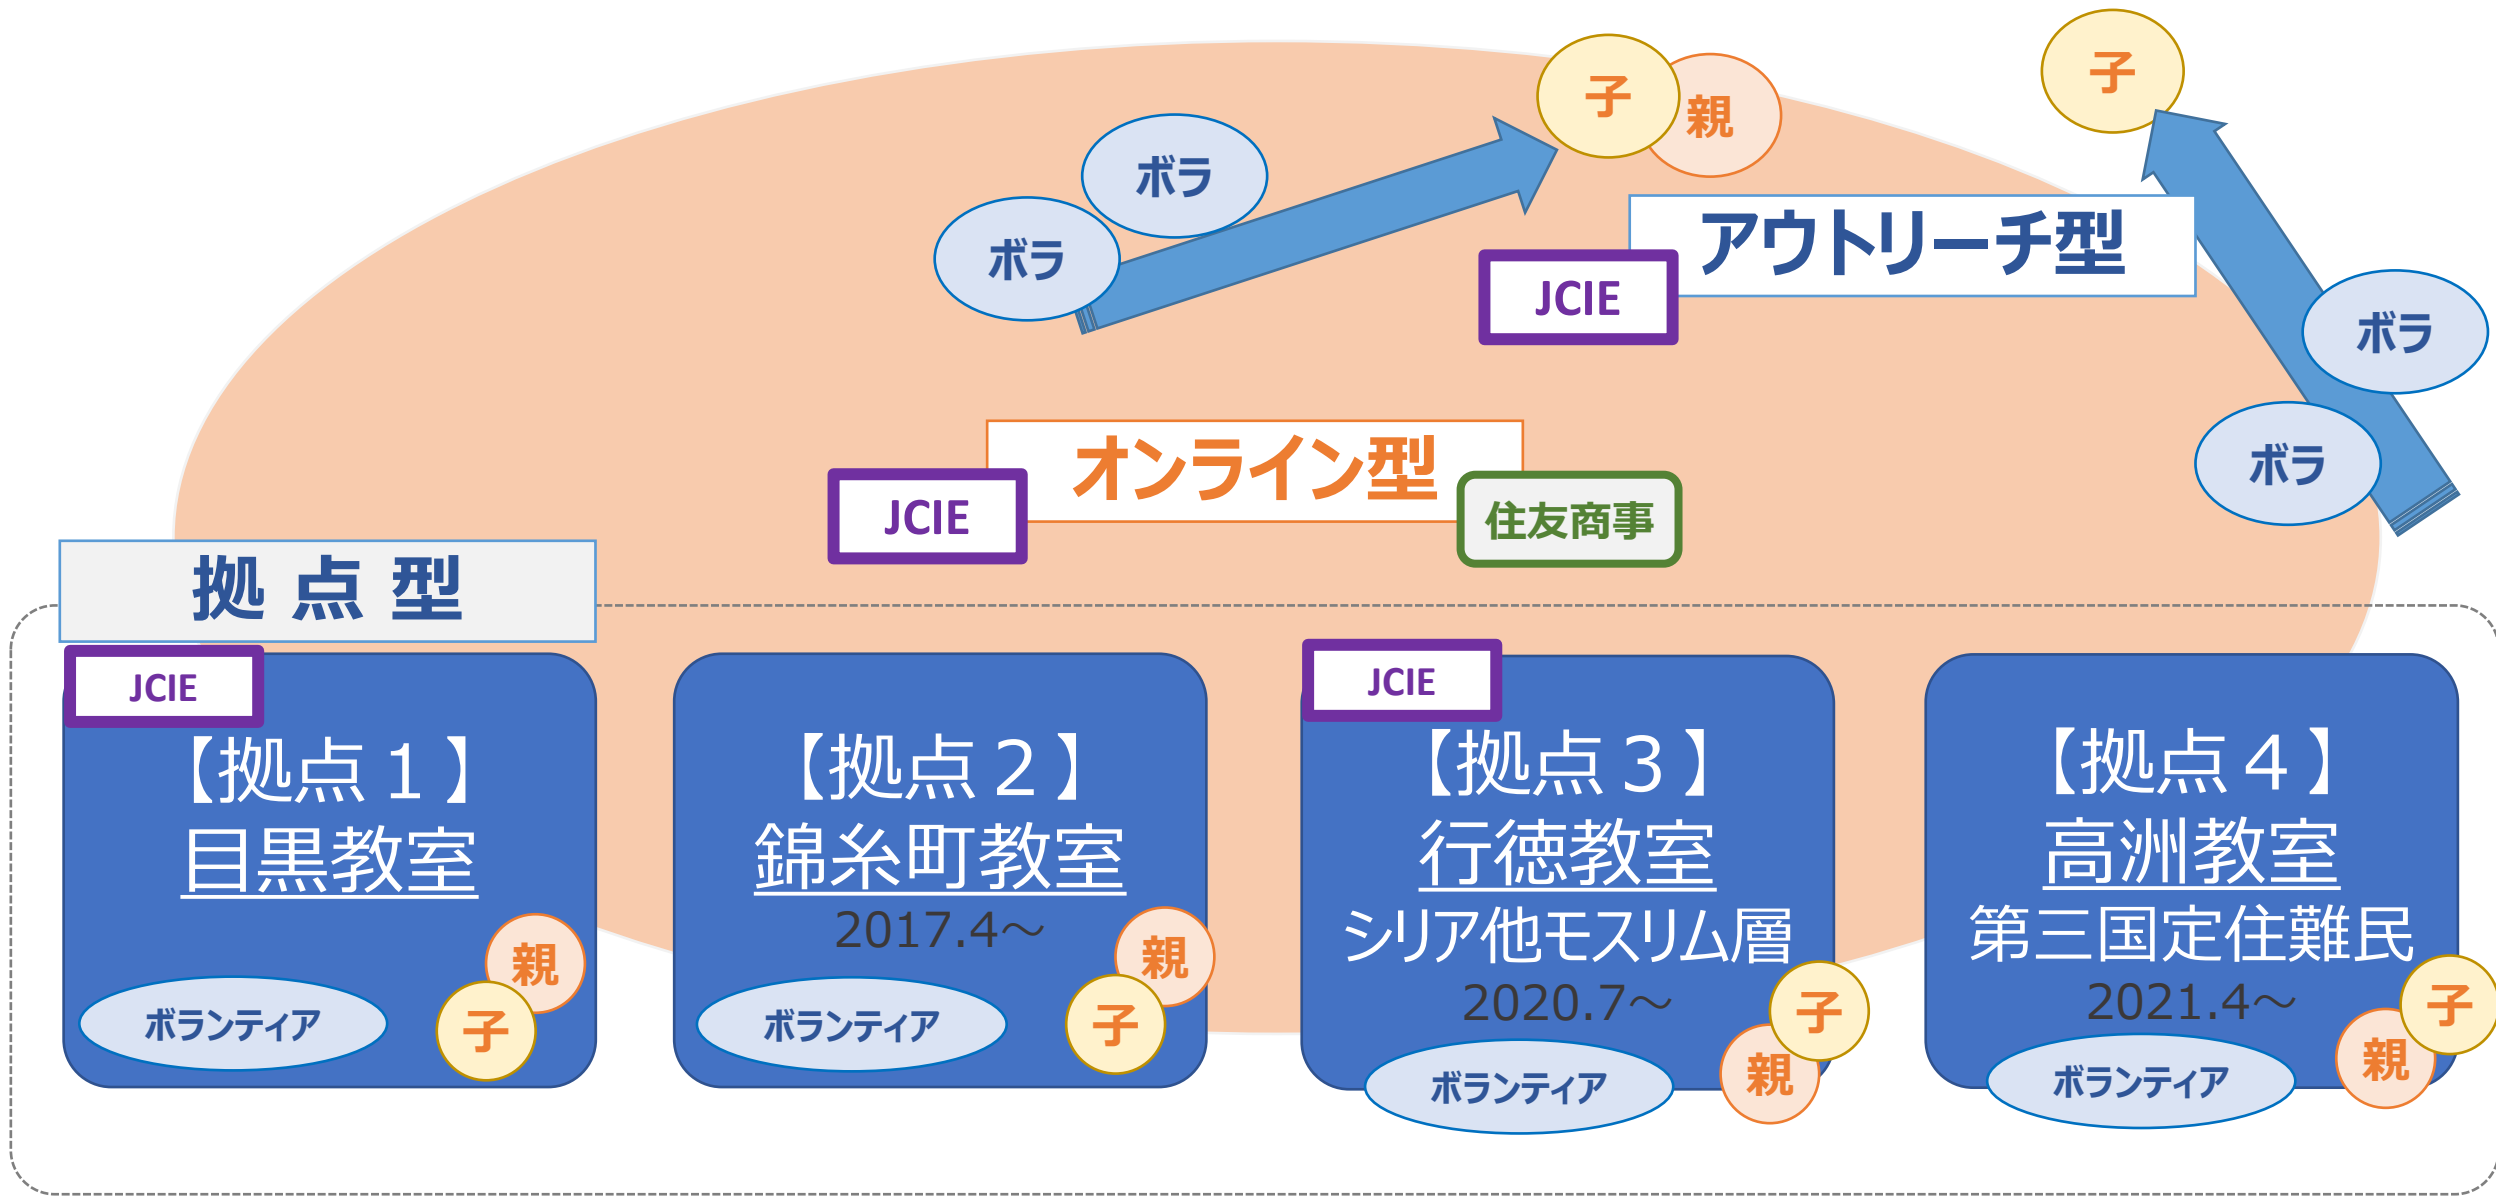 子
親
子
ボラ
ボラ
アウトリーチ型
JCIE
ボラ
ボラ
オンライン型
JCIE
住友商事
拠 点 型
JCIE
【拠点１】
目黒教室
ボランティア
親
子
【拠点２】
錦糸町教室
2017.4～
ボランティア
親
子
JCIE
【拠点３】
行徳教室
シリア他モスリム層
2020.7～
ボランティア
親
子
【拠点４】
高洲教室
第三国定住難民
2021.4～
ボランティア
親
子